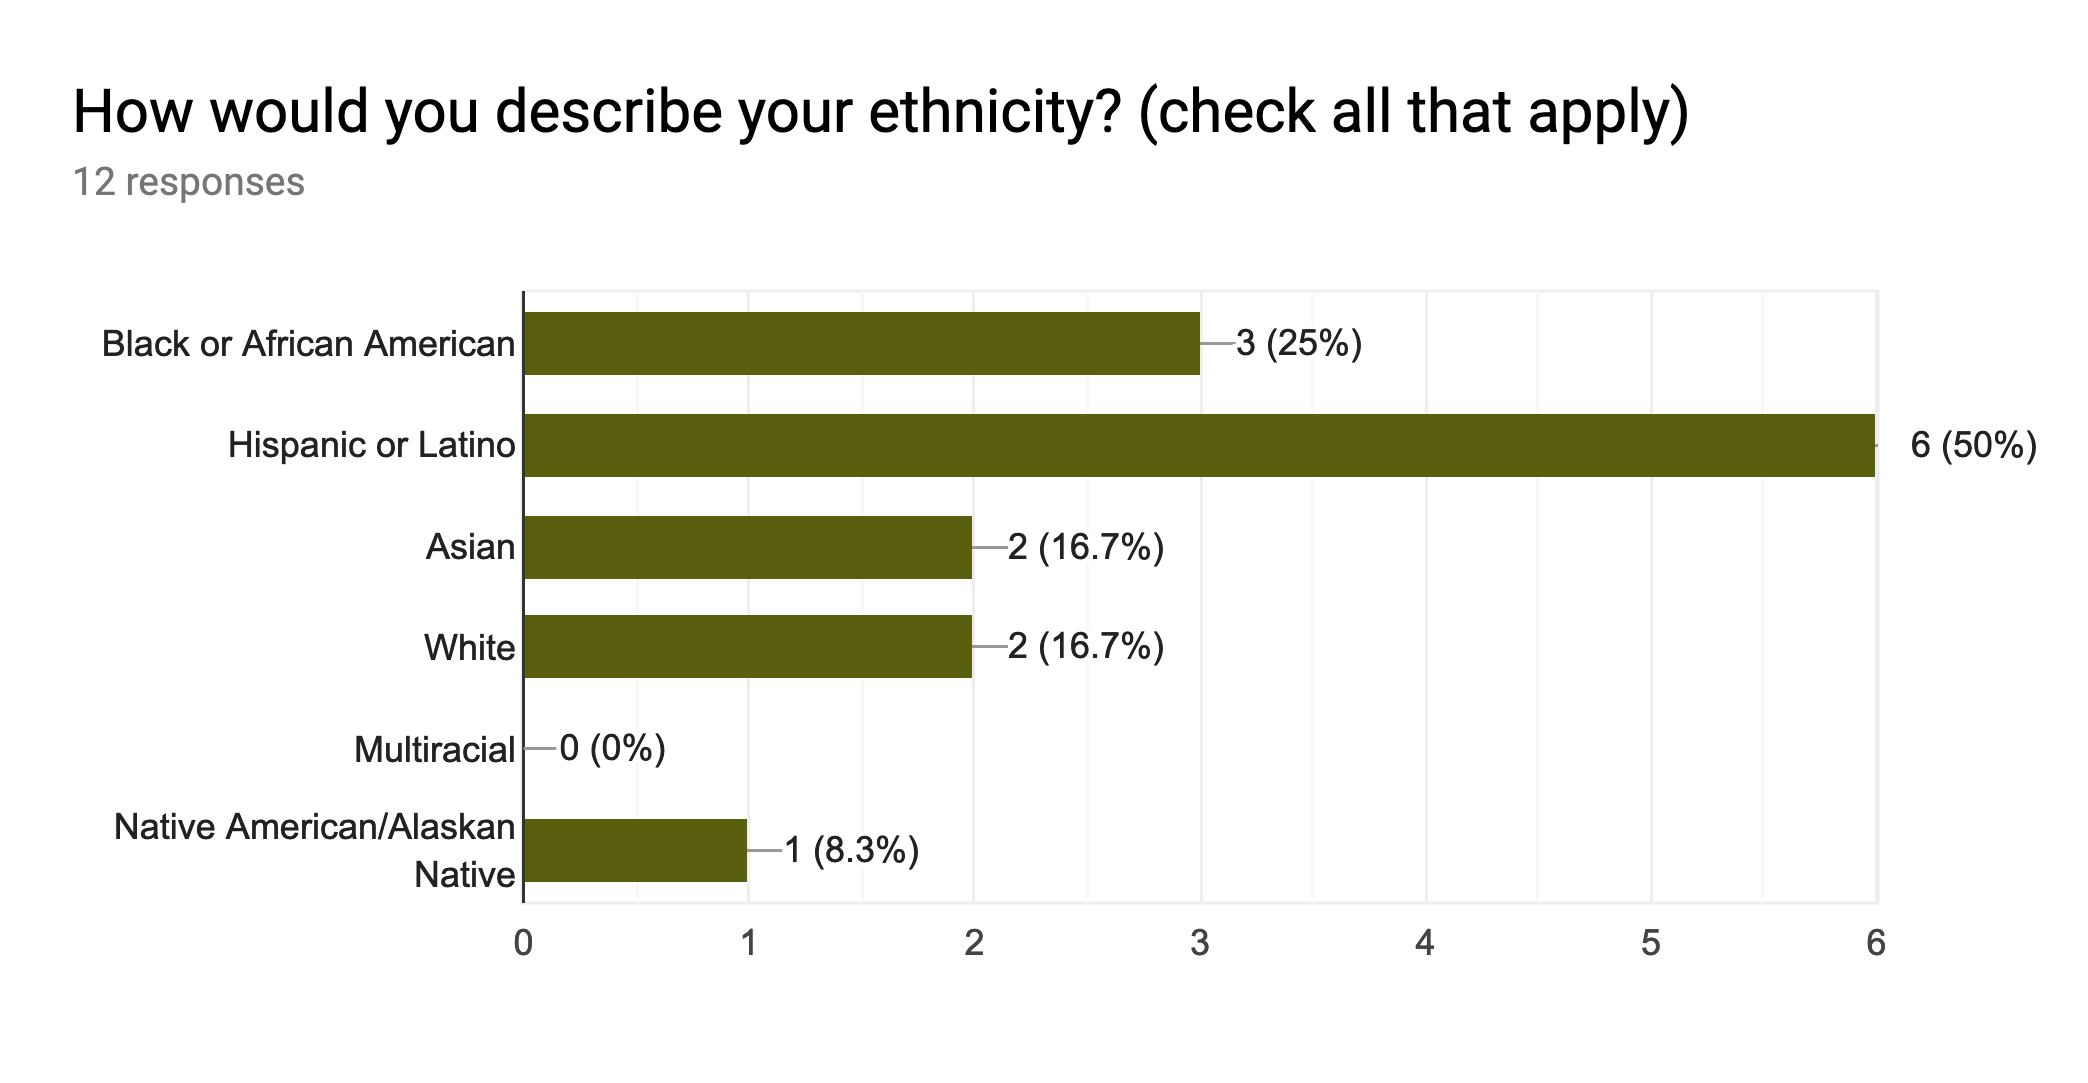 How would you describe your ethnicity? (check all that apply)
12 responses
Black or African American 3 (25%)
Hispanic or Latino 6 (50%)
Asian 2 (16.7%)
White 2 (16.7%)
Multiracial 0 (0%)
Native American/Alaskan
Native 1 (8.3%)
0 1 2 3 4 5 6